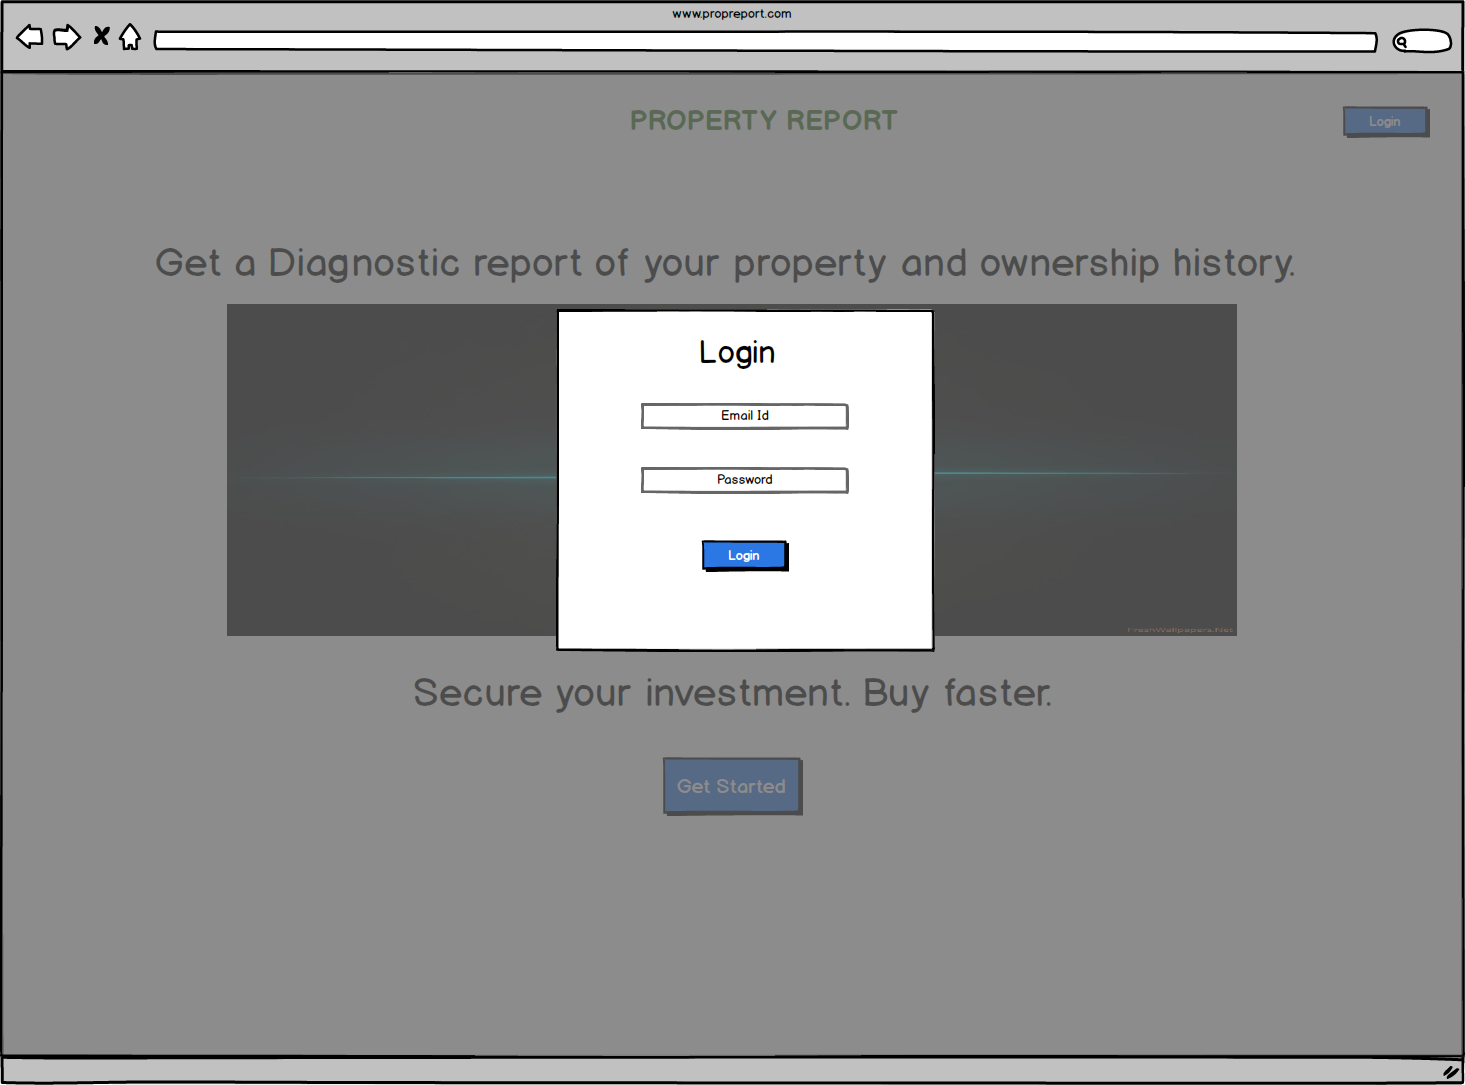 www.propreport.com
PROPERTY REPORT
Login
Get a Diagnostic report of your property and ownership history.
Login
Email Id
Password
Login
FreshWallpapers.Net
Secure your investment. Buy faster.
Get Started